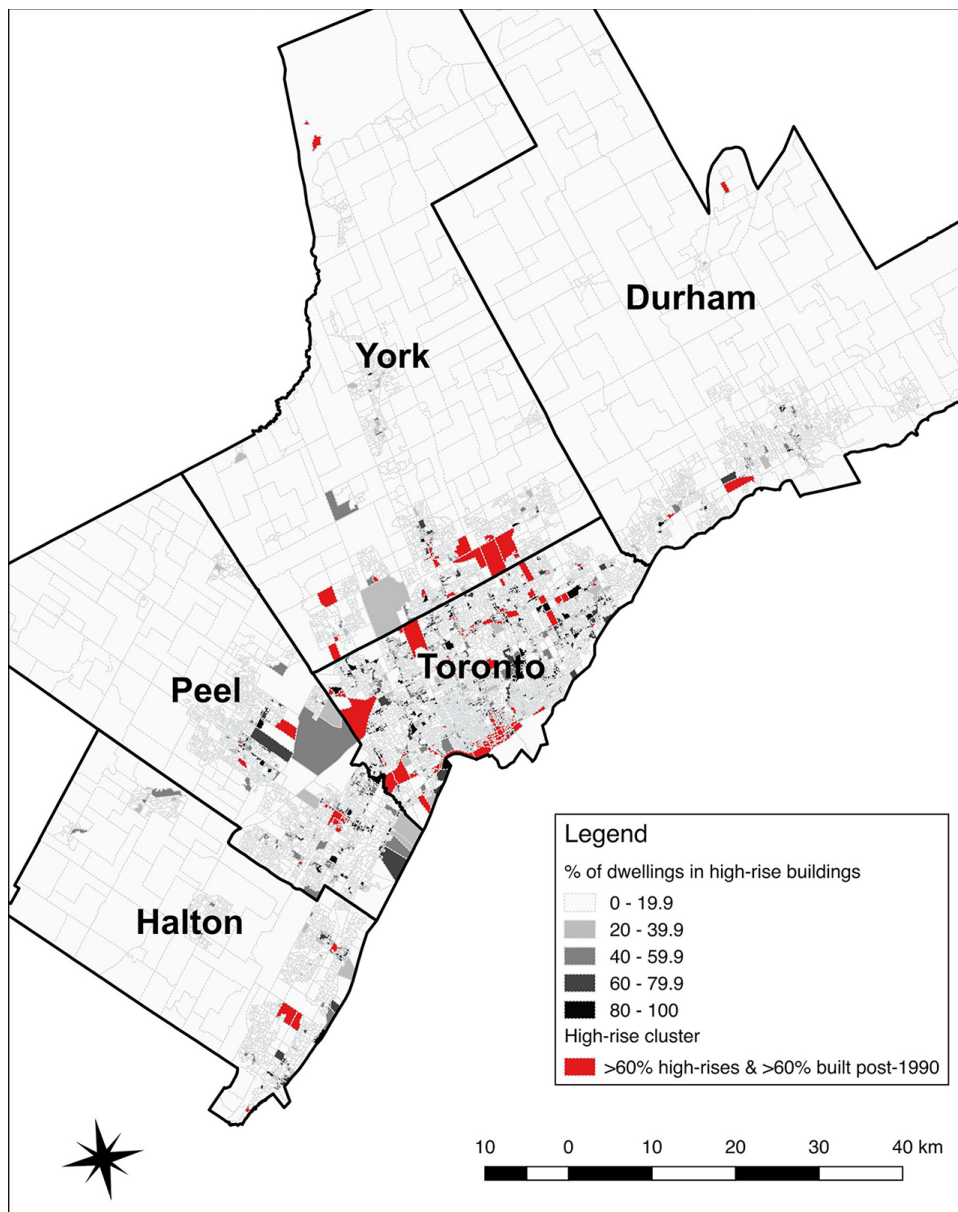 York
Durham
Peel
Toronto
Halton
Legend
% of dwellings in high-rise buildings
0 - 19.9
20 - 39.9
40 - 59.9
60 - 79.9
80 - 100
High-rise cluster
>60% high-rises & >60% built post-1990
10 0 10 20 30 40 km